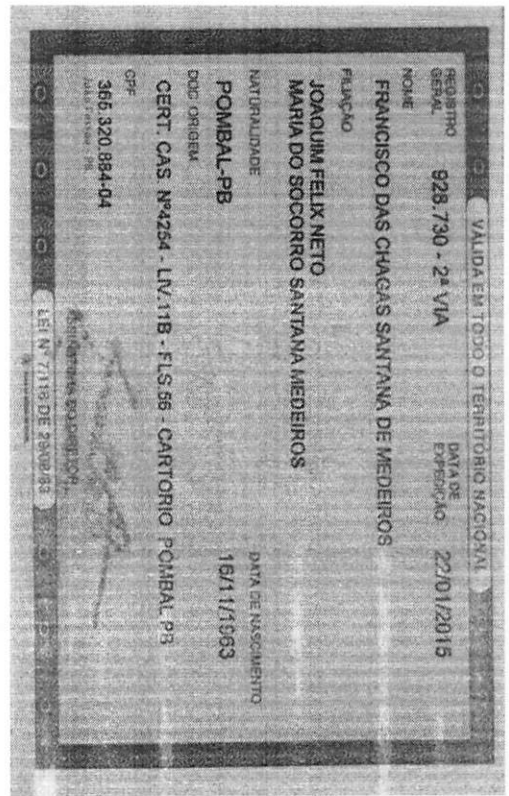 VÁLIDA EM TODO O TERRITÓRIO NACIONAL
REGISTRO GERAL 928.730 - 2ª VIA
DATA DE EXPEDIÇÃO 22/01/2015
NOME
FRANCISCO DAS CHAGAS SANTANA DE MEDEIROS
FILIAÇÃO
JOAQUIM FELIX NETO
MARIA DO SOCORRO SANTANA MEDEIROS
NATURALIDADE
POMBAL-PB
DATA DE NASCIMENTO
16/11/1963
DOC ORIGEM
CERT. CAS. Nº4254 - LIV.11B - FLS.56 - CARTORIO POMBAL PB
CPF
365.320.884-04
ASSINATURA DO DIRETOR
LEI Nº 7.116 DE 29/08/83